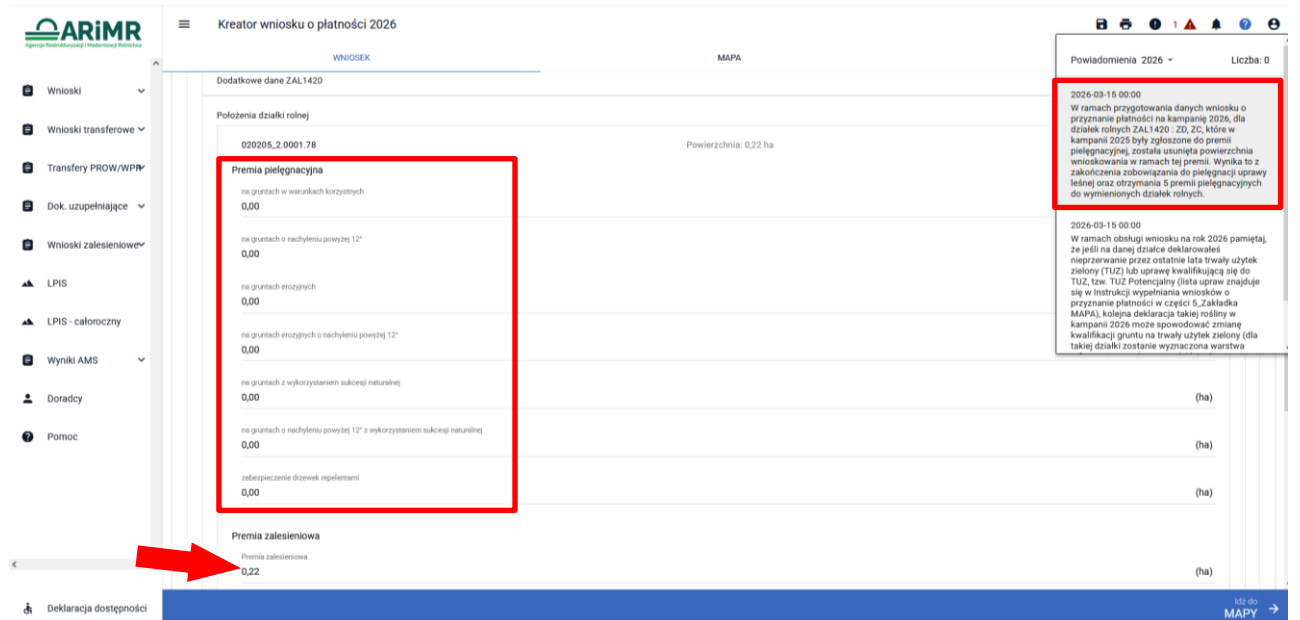 ARiMR
Agencja Restrukturyzacji i Modernizacji Rolnictwa
Kreator wniosku o płatności 2026
1
WNIOSEK
MAPA
Wnioski
Wnioski transferowe
Transfery PROW/WPR
Dok. uzupełniające
Wnioski zalesieniowe
LPIS
LPIS - całoroczny
Wyniki AMS
Doradcy
Pomoc
Deklaracja dostępności
Dodatkowe dane ZAL1420
Położenia działki rolnej
020205_2.0001.78
Powierzchnia: 0,22 ha
Premia pielęgnacyjna
na gruntach w warunkach korzystnych
0,00
na gruntach o nachyleniu powyżej 12°
0,00
na gruntach erozyjnych
0,00
na gruntach erozyjnych o nachyleniu powyżej 12°
0,00
na gruntach z wykorzystaniem sukcesji naturalnej
0,00 (ha)
na gruntach o nachyleniu powyżej 12° z wykorzystaniem sukcesji naturalnej
0,00 (ha)
zabezpieczenie drzewek repelentami
0,00 (ha)
Premia zalesieniowa
Premia zalesieniowa
0,22 (ha)
Powiadomienia 2026
Liczba: 0
2026-03-15 00:00
W ramach przygotowania danych wniosku o
przyznanie płatności na kampanię 2026, dla
działek rolnych ZAL1420 : ZD, ZC, które w
kampanii 2025 były zgłoszone do premii
pielęgnacyjnej, została usunięta powierzchnia
wnioskowania w ramach tej premii. Wynika to z
zakończenia zobowiązania do pielęgnacji uprawy
leśnej oraz otrzymania 5 premii pielęgnacyjnych
do wymienionych działek rolnych.
2026-03-15 00:00
W ramach obsługi wniosku na rok 2026 pamiętaj,
że jeśli na danej działce deklarowałeś
nieprzerwanie przez ostatnie lata trwały użytek
zielony (TUZ) lub uprawę kwalifikującą się do
TUZ, tzw. TUZ Potencjalny (lista upraw znajduje
się w Instrukcji wypełniania wniosków o
przyznanie płatności w części 5_Zakładka
MAPA), kolejna deklaracja takiej rośliny w
kampanii 2026 może spowodować zmianę
kwalifikacji gruntu na trwały użytek zielony (dla
takiej działki zostanie wyznaczona warstwa
Idź do
MAPY